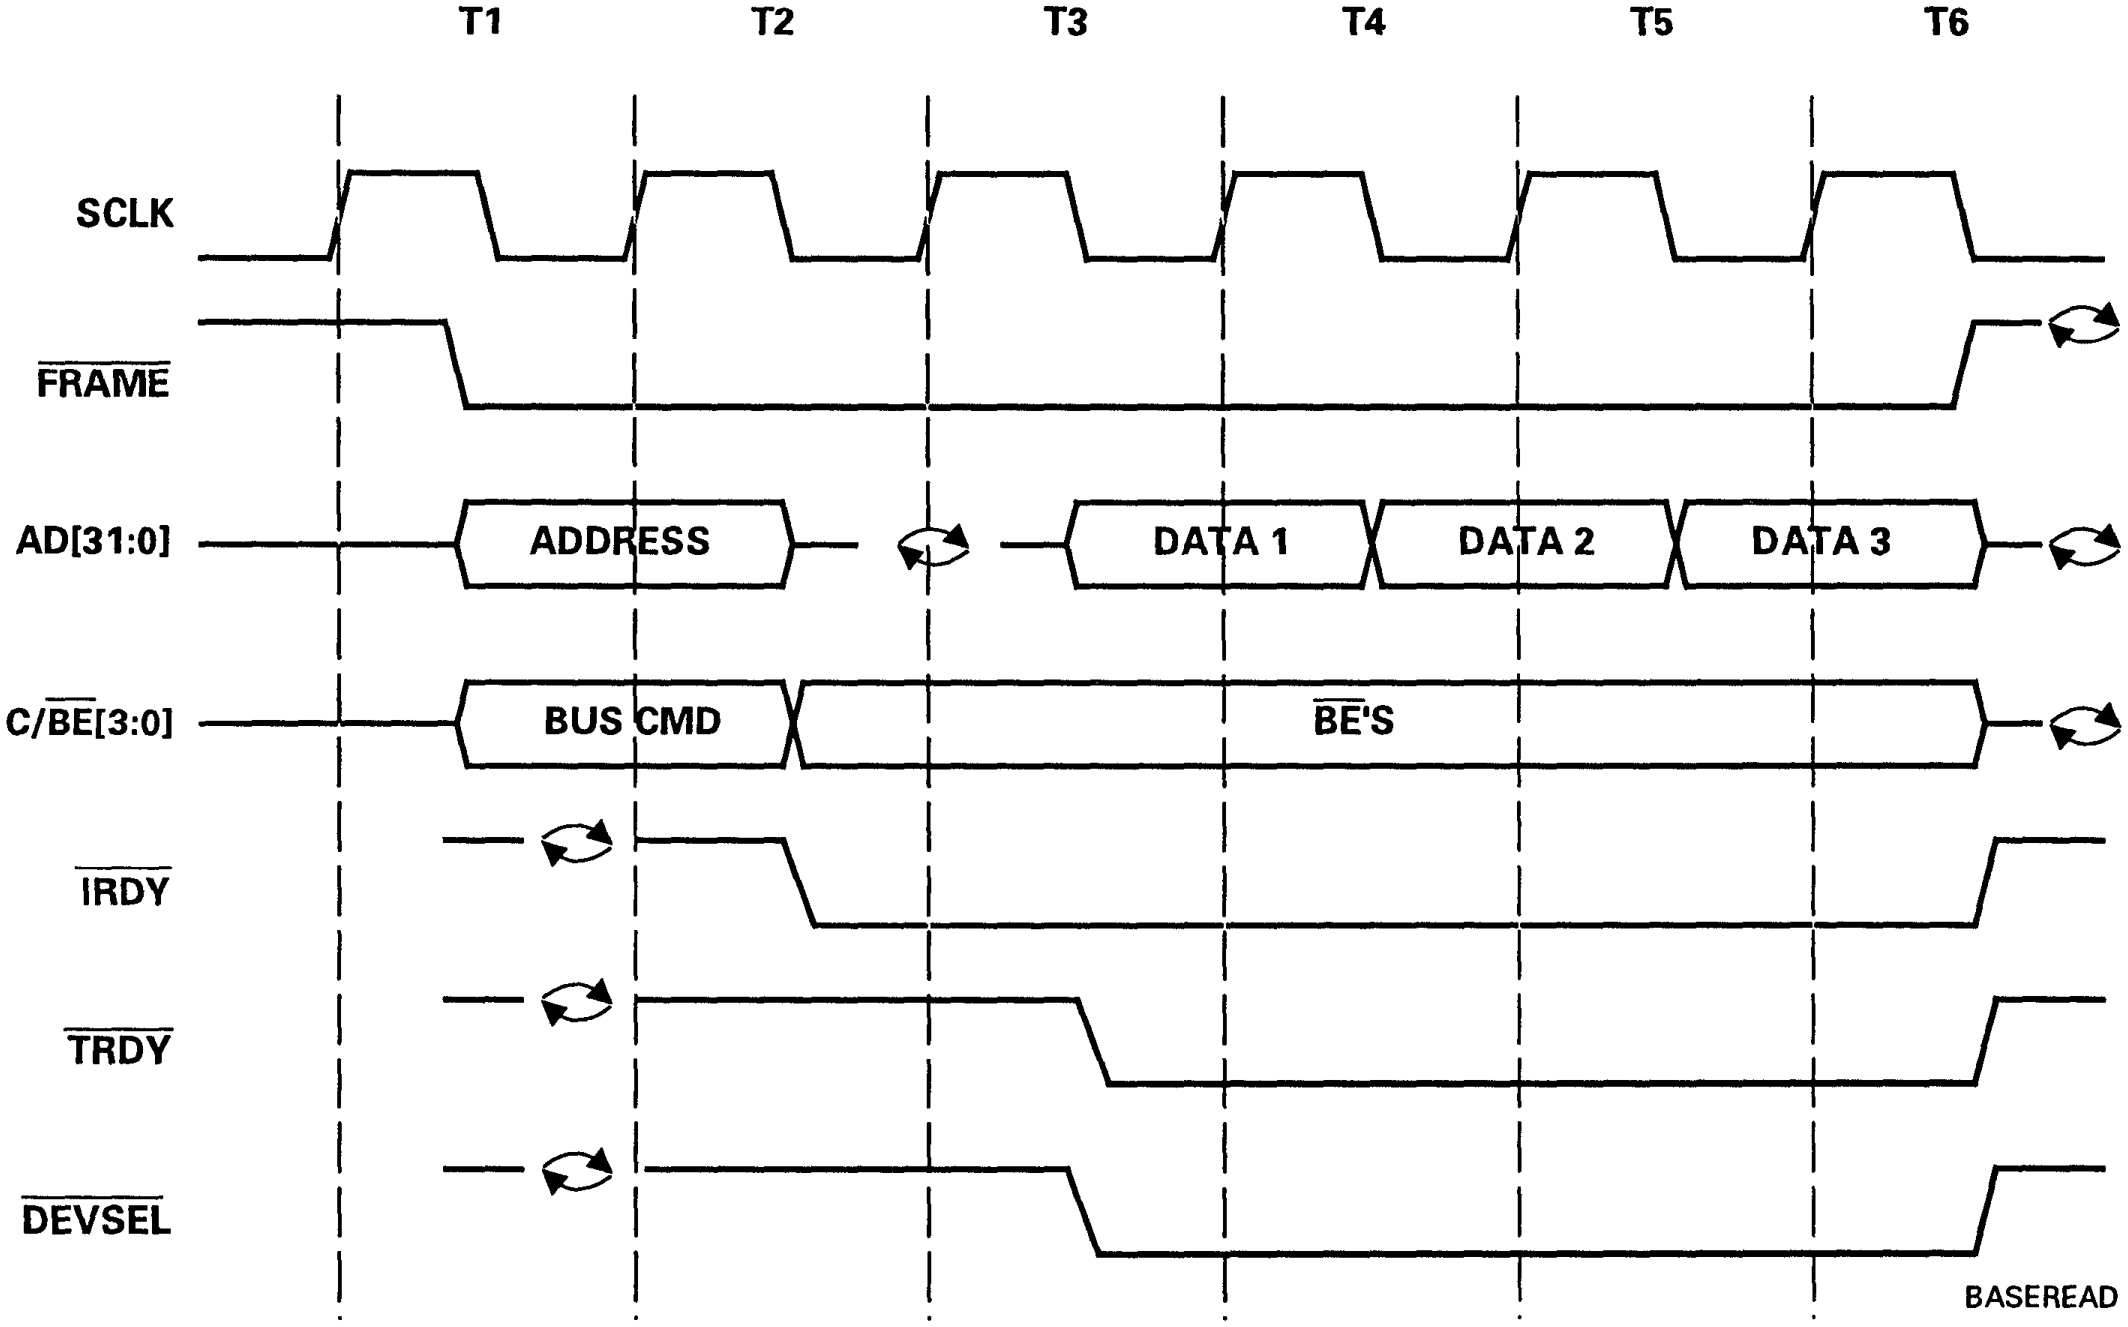 T1 T2 T3 T4 T5 T6
SCLK
FRAME
AD[31:0] ADDRESS DATA 1 DATA 2 DATA 3
C/BE[3:0] BUS CMD BE'S
IRDY
TRDY
DEVSEL
BASEREAD